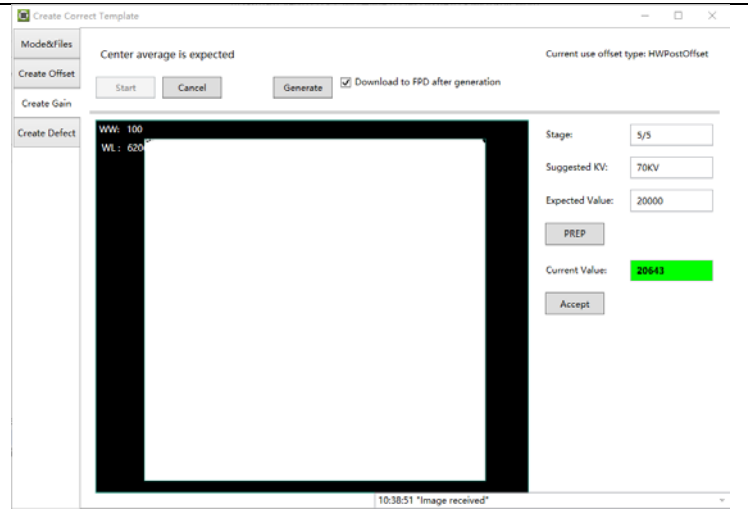 Create Correct Template
Mode&Files
Create Offset
Create Gain
Create Defect
Center average is expected
Current use offset type: HWPostOffset
Start
Cancel
Generate
Download to FPD after generation
WW: 100
WL: 620
Stage:
5/5
Suggested KV:
70KV
Expected Value:
20000
PREP
Current Value:
20643
Accept
10:38:51 "Image received"